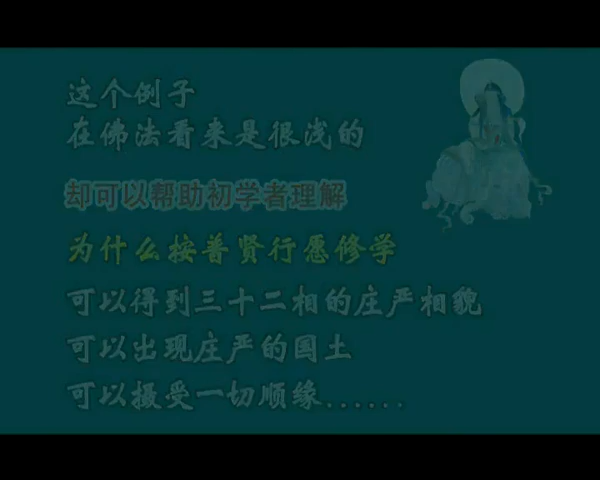 这个例子
在佛法看来是很浅的
却可以帮助初学者理解
为什么按普贤行愿修学
可以得到三十二相的庄严相貌
可以出现庄严的国土
可以摄受一切顺缘......